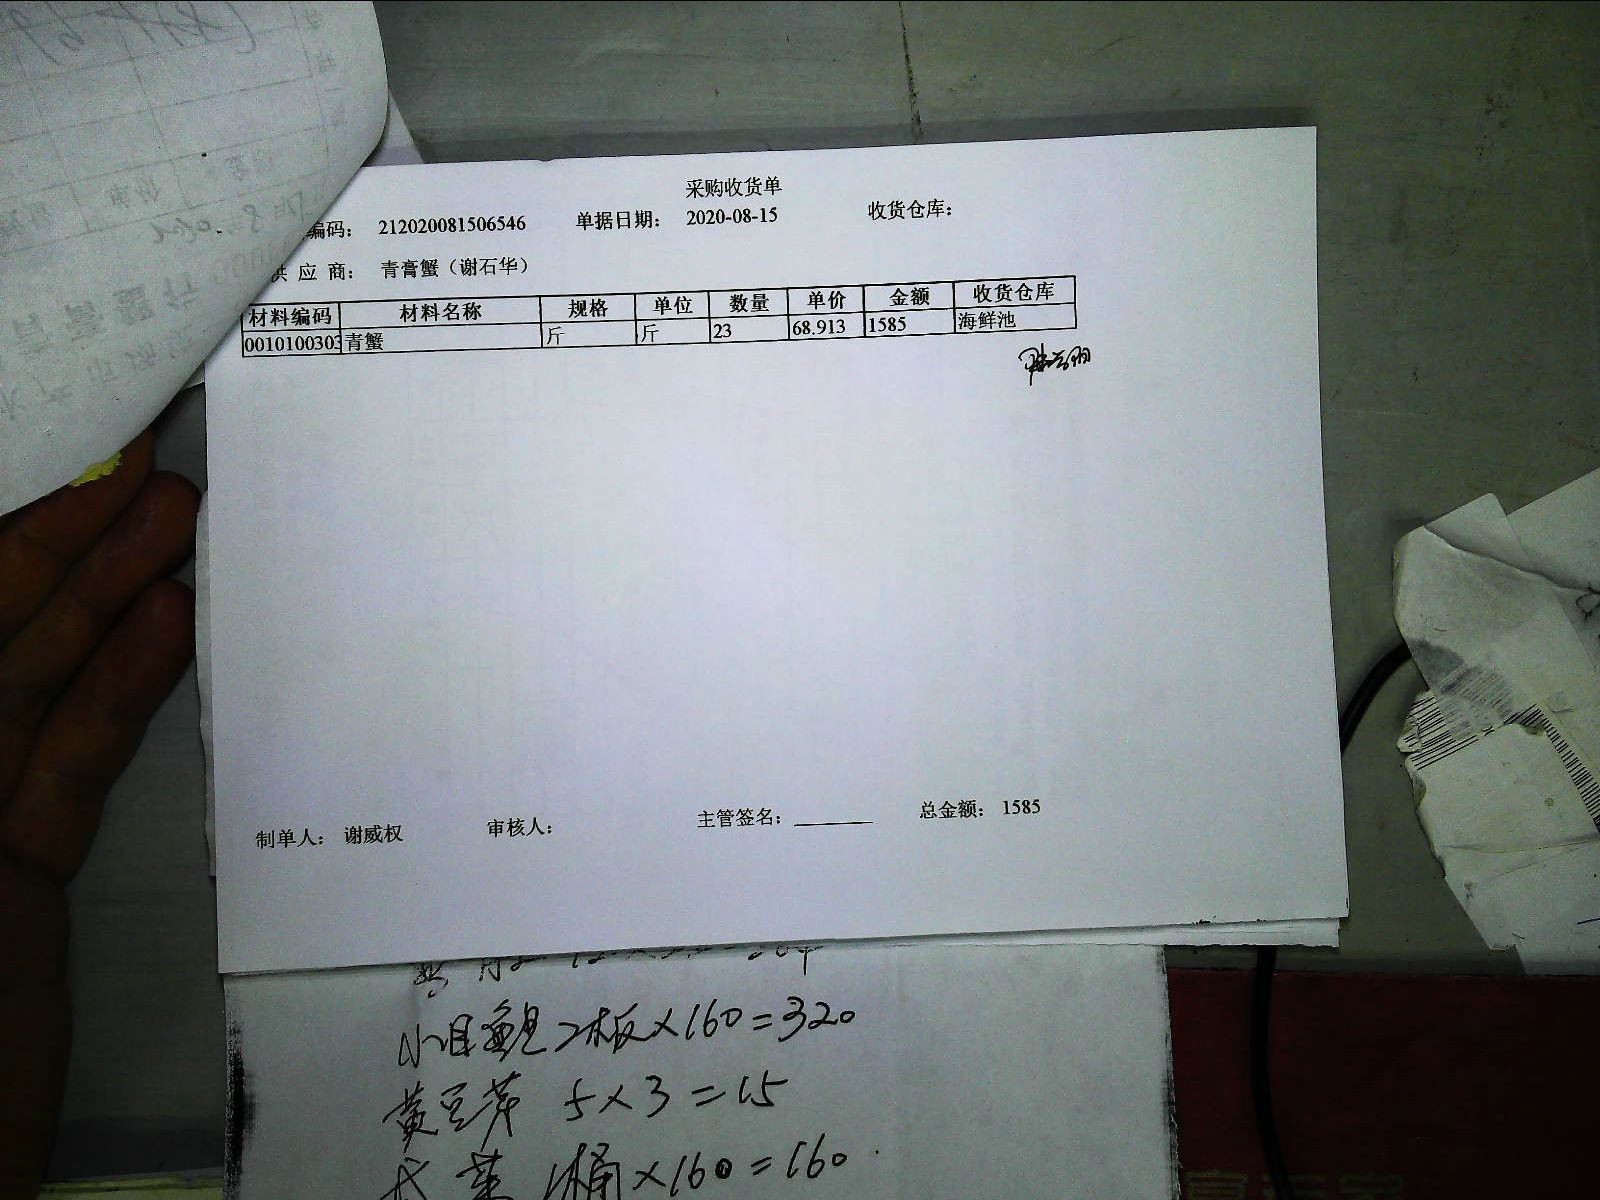 采购收货单
编码： 212020081506546 单据日期： 2020-08-15 收货仓库：
供 应 商： 青膏蟹（谢石华）
材料编码 材料名称 规格 单位 数量 单价 金额 收货仓库
0010100303 青蟹 斤 斤 23 68.913 1585 海鲜池
制单人： 谢威权 审核人： 主管签名： 总金额： 1585
小目鱿 2板×160=320
黄豆芽 5×3=15
1桶×160=160